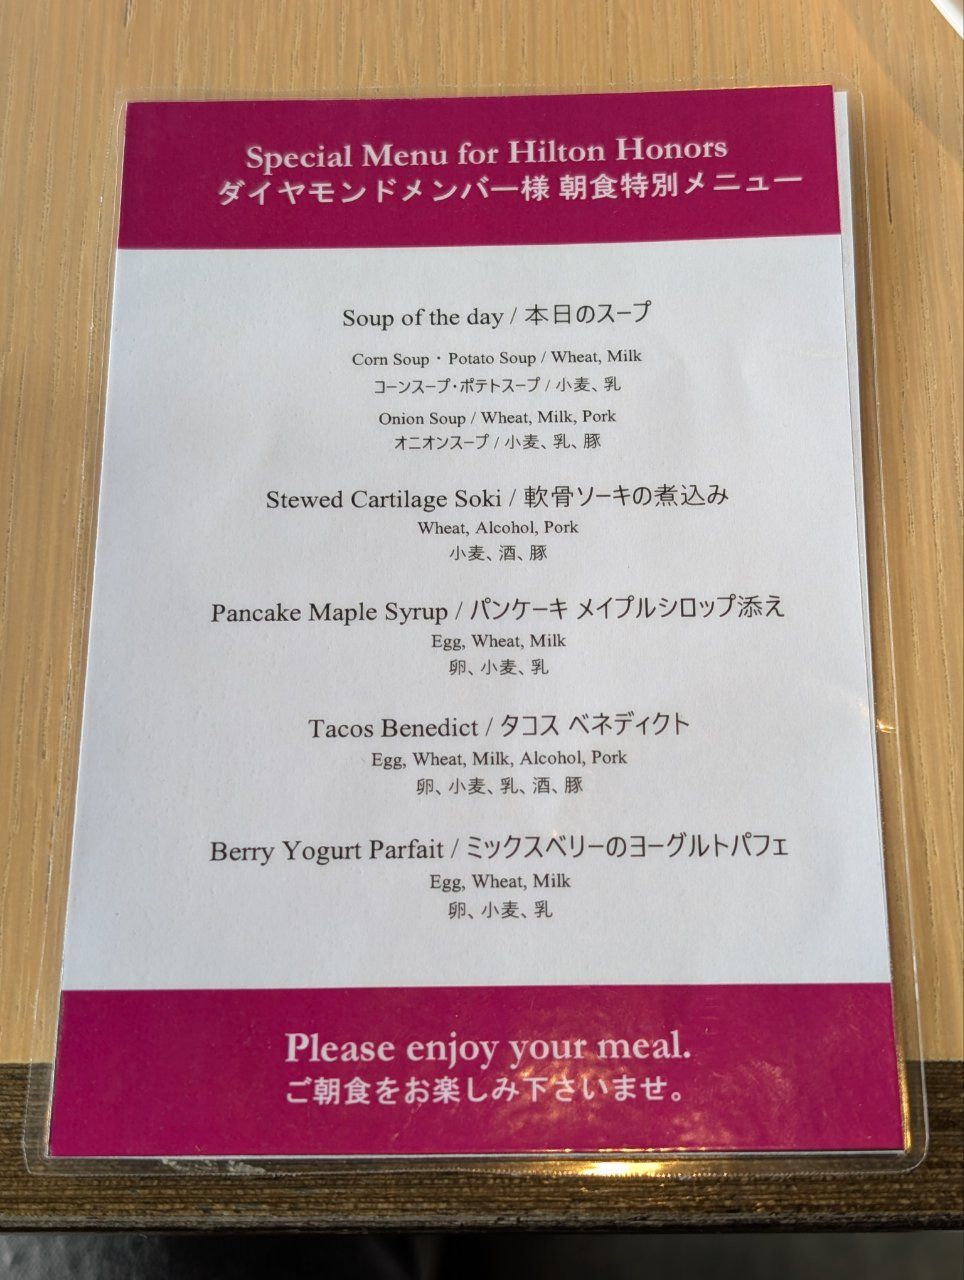 Special Menu for Hilton Honors
ダイヤモンドメンバー様 朝食特別メニュー
Soup of the day / 本日のスープ
Corn Soup・Potato Soup / Wheat, Milk
コーンスープ・ポテトスープ / 小麦、乳
Onion Soup / Wheat, Milk, Pork
オニオンスープ / 小麦、乳、豚
Stewed Cartilage Soki / 軟骨ソーキの煮込み
Wheat, Alcohol, Pork
小麦、酒、豚
Pancake Maple Syrup / パンケーキ メイプルシロップ添え
Egg, Wheat, Milk
卵、小麦、乳
Tacos Benedict / タコス ベネディクト
Egg, Wheat, Milk, Alcohol, Pork
卵、小麦、乳、酒、豚
Berry Yogurt Parfait / ミックスベリーのヨーグルトパフェ
Egg, Wheat, Milk
卵、小麦、乳
Please enjoy your meal.
ご朝食をお楽しみ下さいませ。